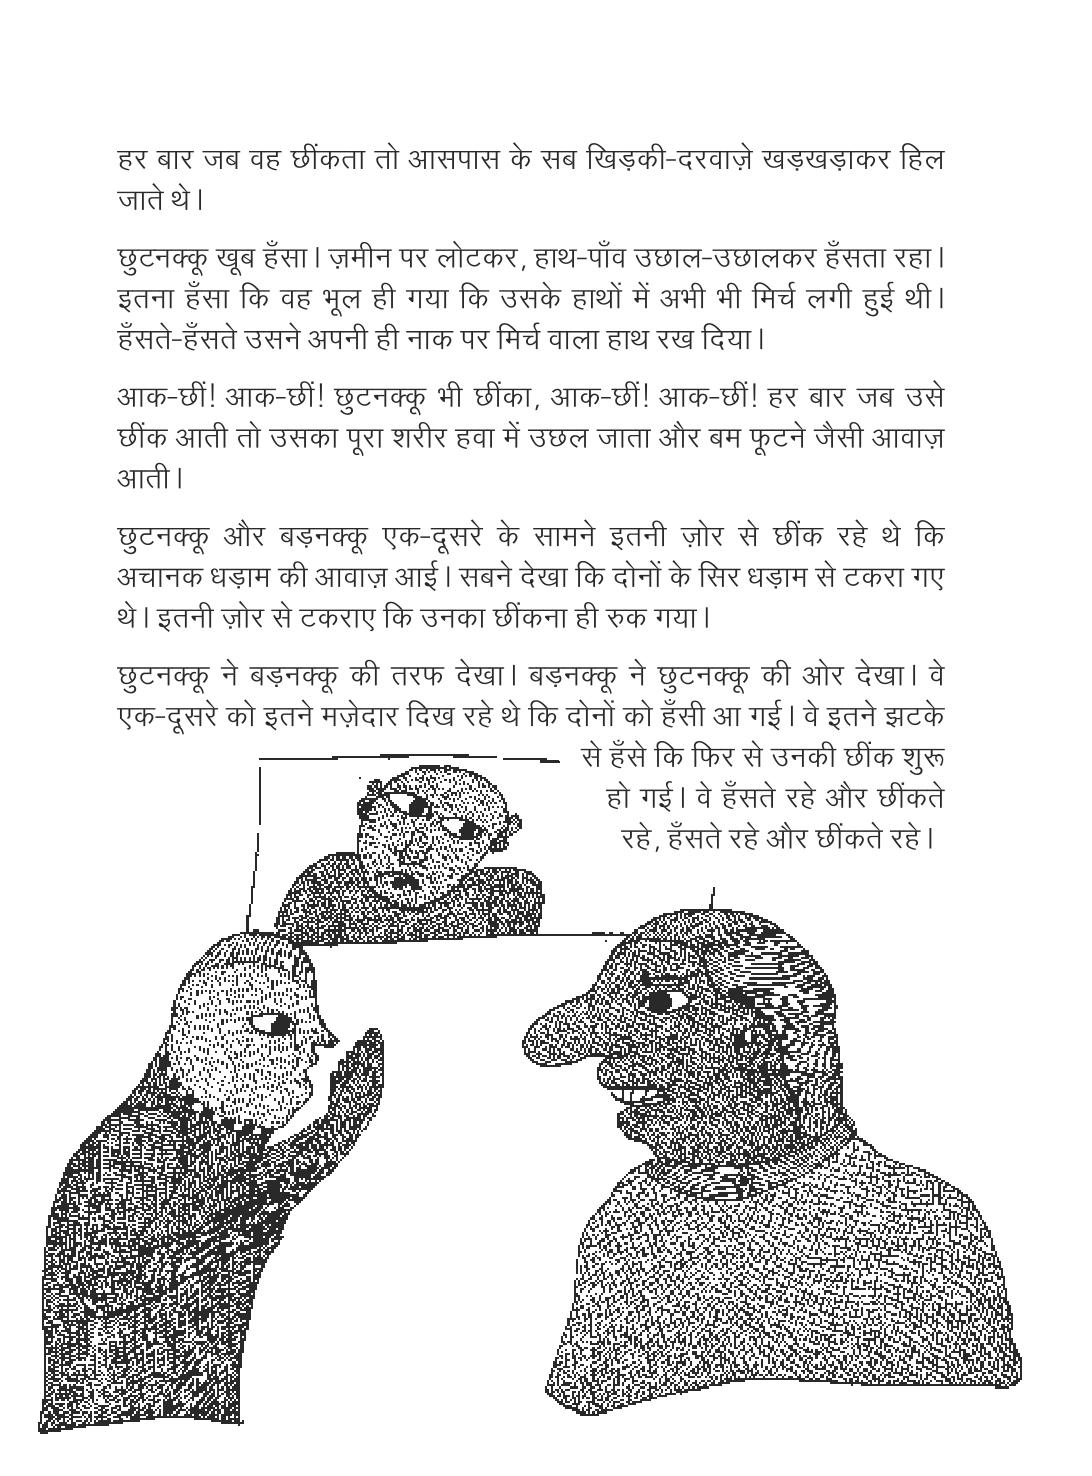 हर बार जब वह छींकता तो आसपास के सब खिड़की-दरवाज़े खड़खड़ाकर हिल
जाते थे।
छुटनक्कू खूब हँसा। ज़मीन पर लोटकर, हाथ-पाँव उछाल-उछालकर हँसता रहा।
इतना हँसा कि वह भूल ही गया कि उसके हाथों में अभी भी मिर्च लगी हुई थी।
हँसते-हँसते उसने अपनी ही नाक पर मिर्च वाला हाथ रख दिया।
आक-छीं! आक-छीं! छुटनक्कू भी छींका, आक-छीं! आक-छीं! हर बार जब उसे
छींक आती तो उसका पूरा शरीर हवा में उछल जाता और बम फूटने जैसी आवाज़
आती।
छुटनक्कू और बड़नक्कू एक-दूसरे के सामने इतनी ज़ोर से छींक रहे थे कि
अचानक धड़ाम की आवाज़ आई। सबने देखा कि दोनों के सिर धड़ाम से टकरा गए
थे। इतनी ज़ोर से टकराए कि उनका छींकना ही रुक गया।
छुटनक्कू ने बड़नक्कू की तरफ देखा। बड़नक्कू ने छुटनक्कू की ओर देखा। वे
एक-दूसरे को इतने मज़ेदार दिख रहे थे कि दोनों को हँसी आ गई। वे इतने झटके
से हँसे कि फिर से उनकी छींक शुरू
हो गई। वे हँसते रहे और छींकते
रहे, हँसते रहे और छींकते रहे।